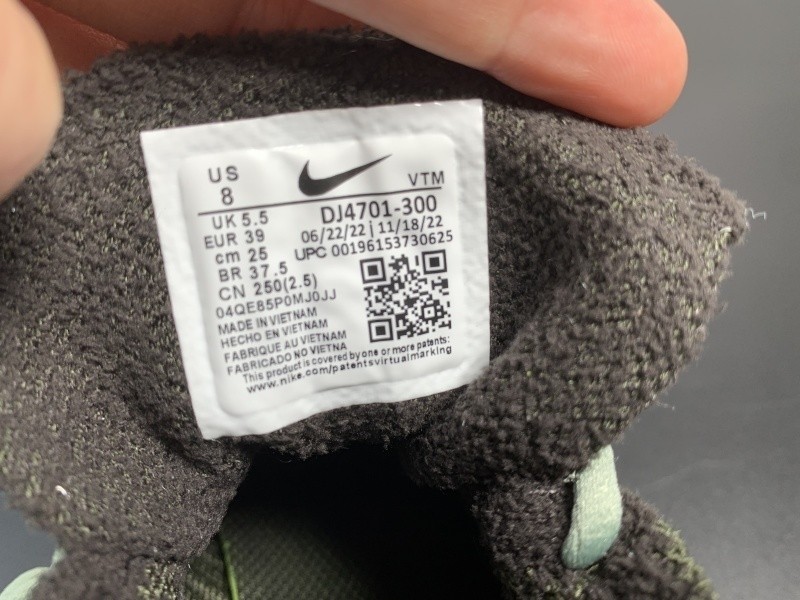 US
8
VTM
UK 5.5
EUR 39
cm 25
BR 37.5
CN 250(2.5)
DJ4701-300
06/22/22 | 11/18/22
UPC 00196153730625
04QE85P0MJ0JJ
MADE IN VIETNAM
HECHO EN VIETNAM
FABRIQUE AU VIETNAM
FABRICADO NO VIETNA
This product is covered by one or more patents:
www.nike.com/patentsvirtualmarking